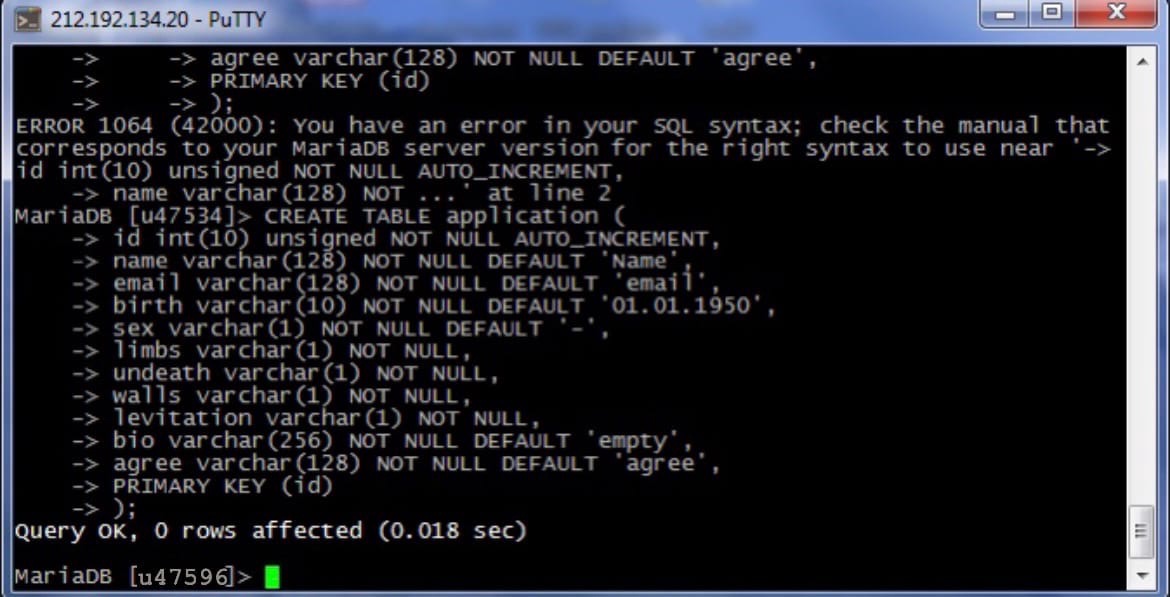 212.192.134.20 - PuTTY
->      -> agree varchar(128) NOT NULL DEFAULT 'agree',
->      -> PRIMARY KEY (id)
->      -> );
ERROR 1064 (42000): You have an error in your SQL syntax; check the manual that
corresponds to your MariaDB server version for the right syntax to use near '->
id int(10) unsigned NOT NULL AUTO_INCREMENT,
-> name varchar(128) NOT ...' at line 2
MariaDB [u47534]> CREATE TABLE application (
-> id int(10) unsigned NOT NULL AUTO_INCREMENT,
-> name varchar(128) NOT NULL DEFAULT 'Name',
-> email varchar(128) NOT NULL DEFAULT 'email',
-> birth varchar(10) NOT NULL DEFAULT '01.01.1950',
-> sex varchar(1) NOT NULL DEFAULT '-',
-> limbs varchar(1) NOT NULL,
-> undeath varchar(1) NOT NULL,
-> walls varchar(1) NOT NULL,
-> levitation varchar(1) NOT NULL,
-> bio varchar(256) NOT NULL DEFAULT 'empty',
-> agree varchar(128) NOT NULL DEFAULT 'agree',
-> PRIMARY KEY (id)
-> );
Query OK, 0 rows affected (0.018 sec)
MariaDB [u47596]>